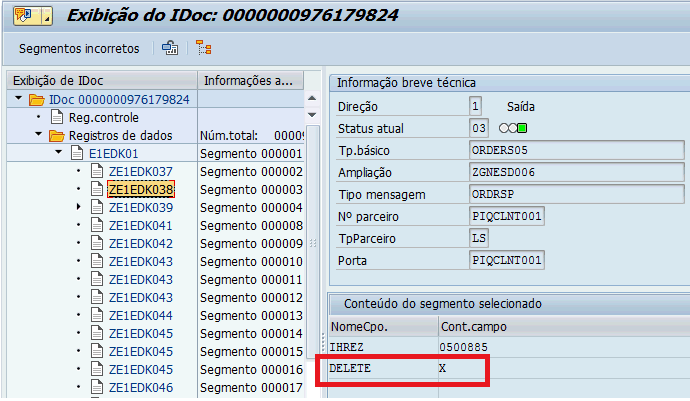 Exibição do IDoc: 0000000976179824
Segmentos incorretos
Exibição de IDoc Informações a...
IDoc 0000000976179824
Reg.controle
Registros de dados Núm.total: 00009
E1EDK01 Segmento 000001
ZE1EDK037 Segmento 000002
ZE1EDK038 Segmento 000003
ZE1EDK039 Segmento 000004
ZE1EDK041 Segmento 000008
ZE1EDK042 Segmento 000009
ZE1EDK043 Segmento 000010
ZE1EDK043 Segmento 000011
ZE1EDK043 Segmento 000012
ZE1EDK044 Segmento 000013
ZE1EDK045 Segmento 000014
ZE1EDK045 Segmento 000015
ZE1EDK045 Segmento 000016
ZE1EDK046 Segmento 000017
Informação breve técnica
Direção 1 Saída
Status atual 03
Tp.básico ORDERS05
Ampliação ZGNESD006
Tipo mensagem ORDRSP
Nº parceiro PIQCLNT001
TpParceiro LS
Porta PIQCLNT001
Conteúdo do segmento selecionado
NomeCpo. Cont.campo
IHREZ 0500885
DELETE X